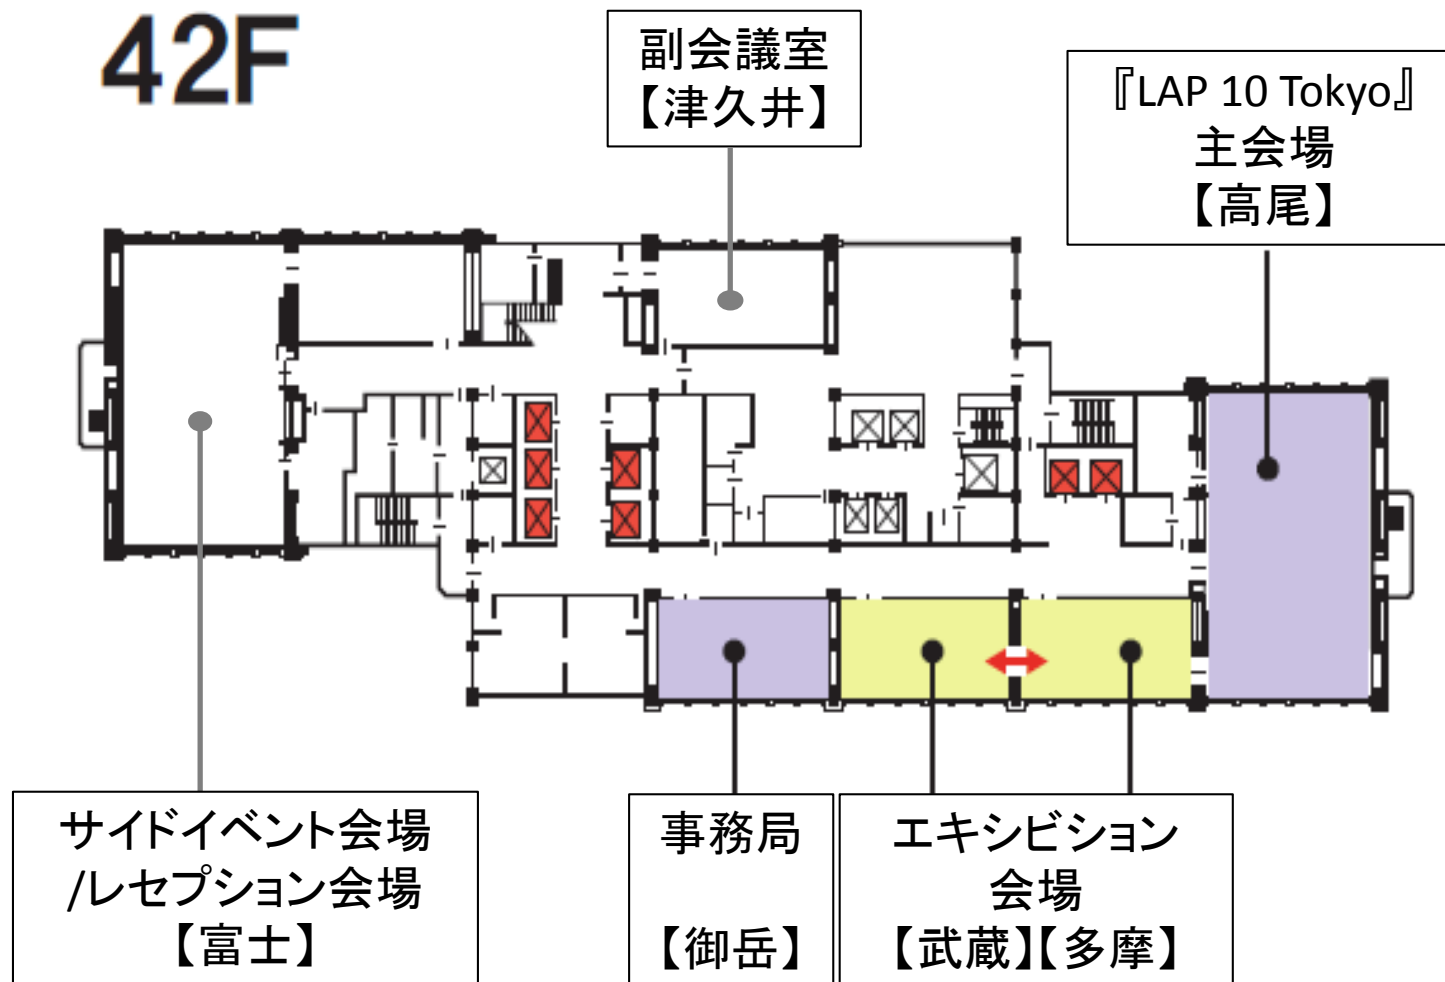 42F
副会議室
【津久井】
『LAP 10 Tokyo』
主会場
【高尾】
サイドイベント会場
/レセプション会場
【富士】
事務局
【御岳】
エキシビション
会場
【武蔵】【多摩】